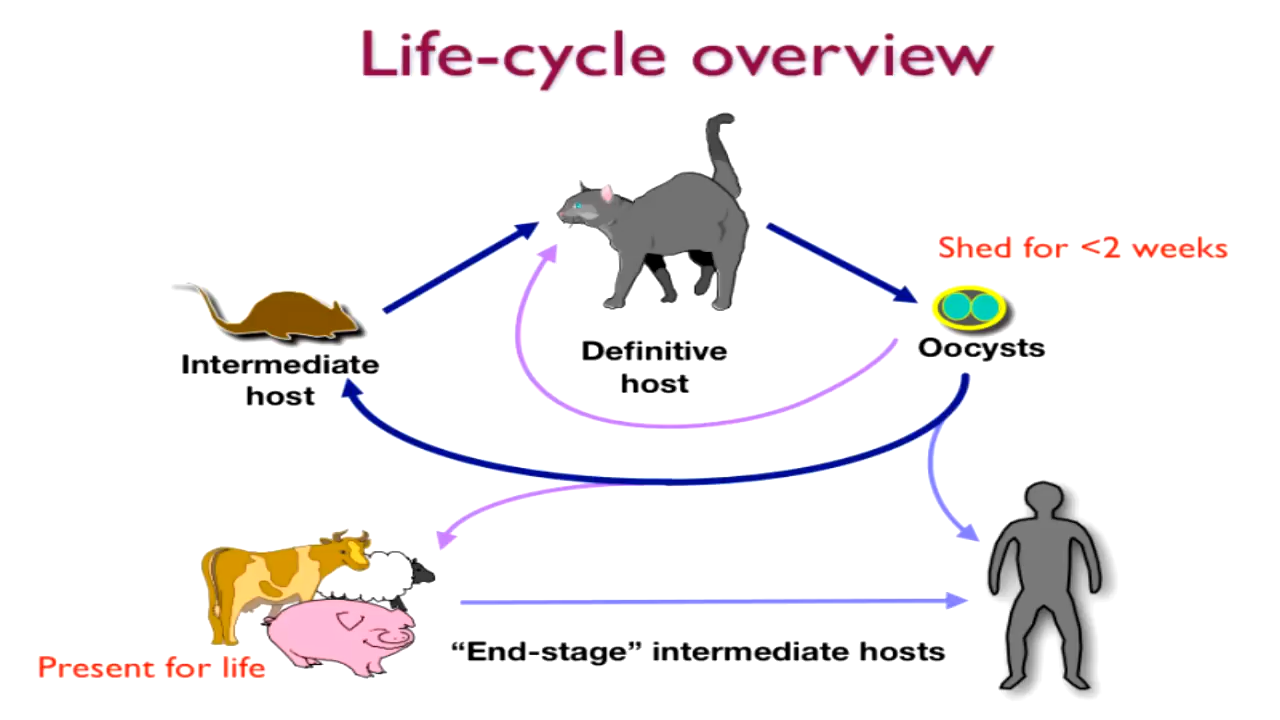 Life-cycle overview
Shed for <2 weeks
Intermediate
host
Definitive
host
Oocysts
Present for life
“End-stage” intermediate hosts